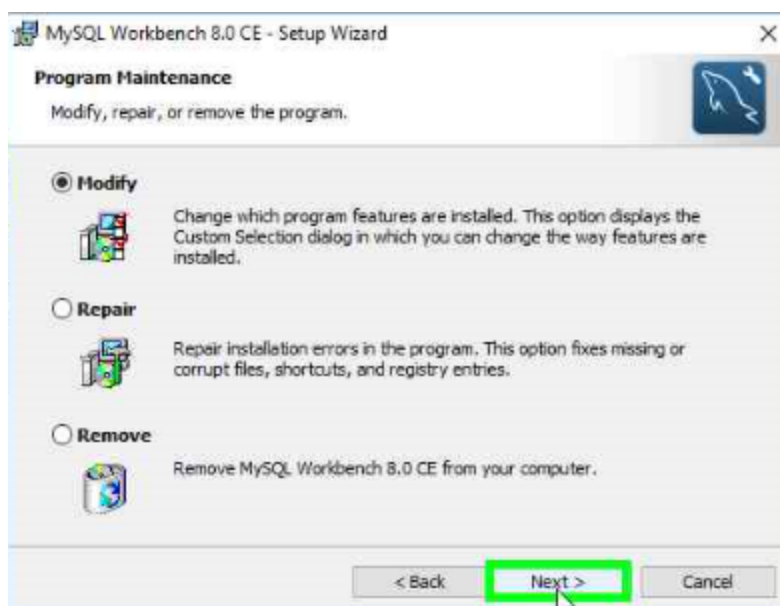 MySQL Workbench 8.0 CE - Setup Wizard
Program Maintenance
Modify, repair, or remove the program.
Modify
Change which program features are installed. This option displays the
Custom Selection dialog in which you can change the way features are
installed.
Repair
Repair installation errors in the program. This option fixes missing or
corrupt files, shortcuts, and registry entries.
Remove
Remove MySQL Workbench 8.0 CE from your computer.
< Back Next > Cancel